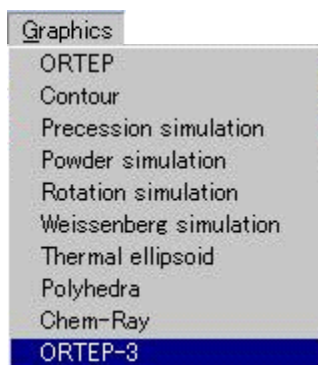 Graphics
ORTEP
Contour
Precession simulation
Powder simulation
Rotation simulation
Weissenberg simulation
Thermal ellipsoid
Polyhedra
Chem-Ray
ORTEP-3